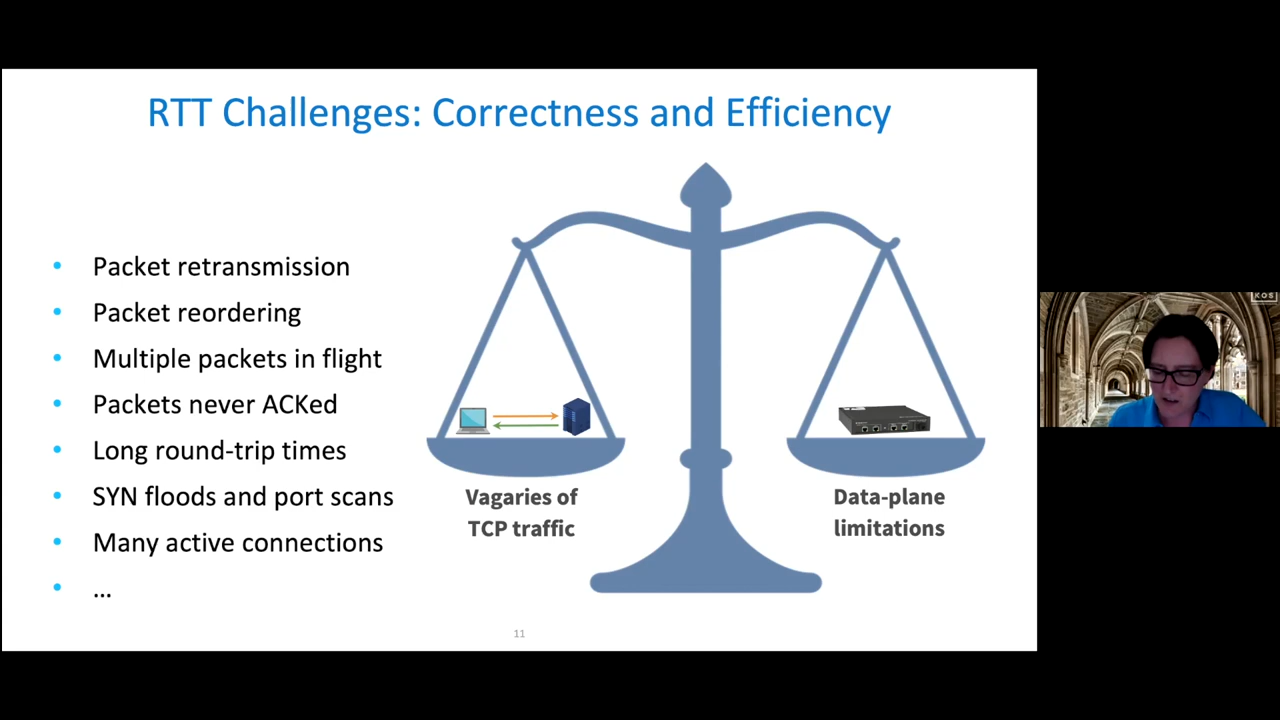 RTT Challenges: Correctness and Efficiency
• Packet retransmission
• Packet reordering
• Multiple packets in flight
• Packets never ACKed
• Long round-trip times
• SYN floods and port scans
• Many active connections
• ...
Vagaries of
TCP traffic
Data-plane
limitations
11
KOS